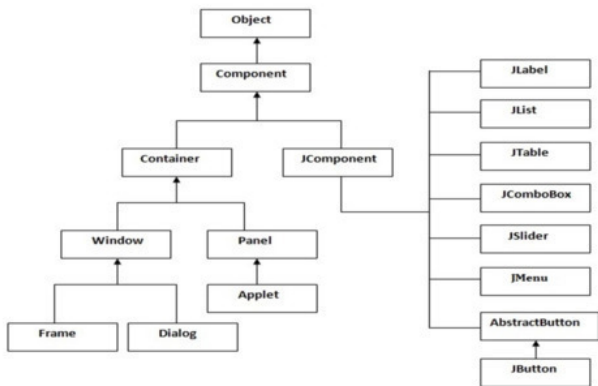 Object
Component
Container
JComponent
Window
Panel
Applet
Frame
Dialog
JLabel
JList
JTable
JComboBox
JSlider
JMenu
AbstractButton
JButton